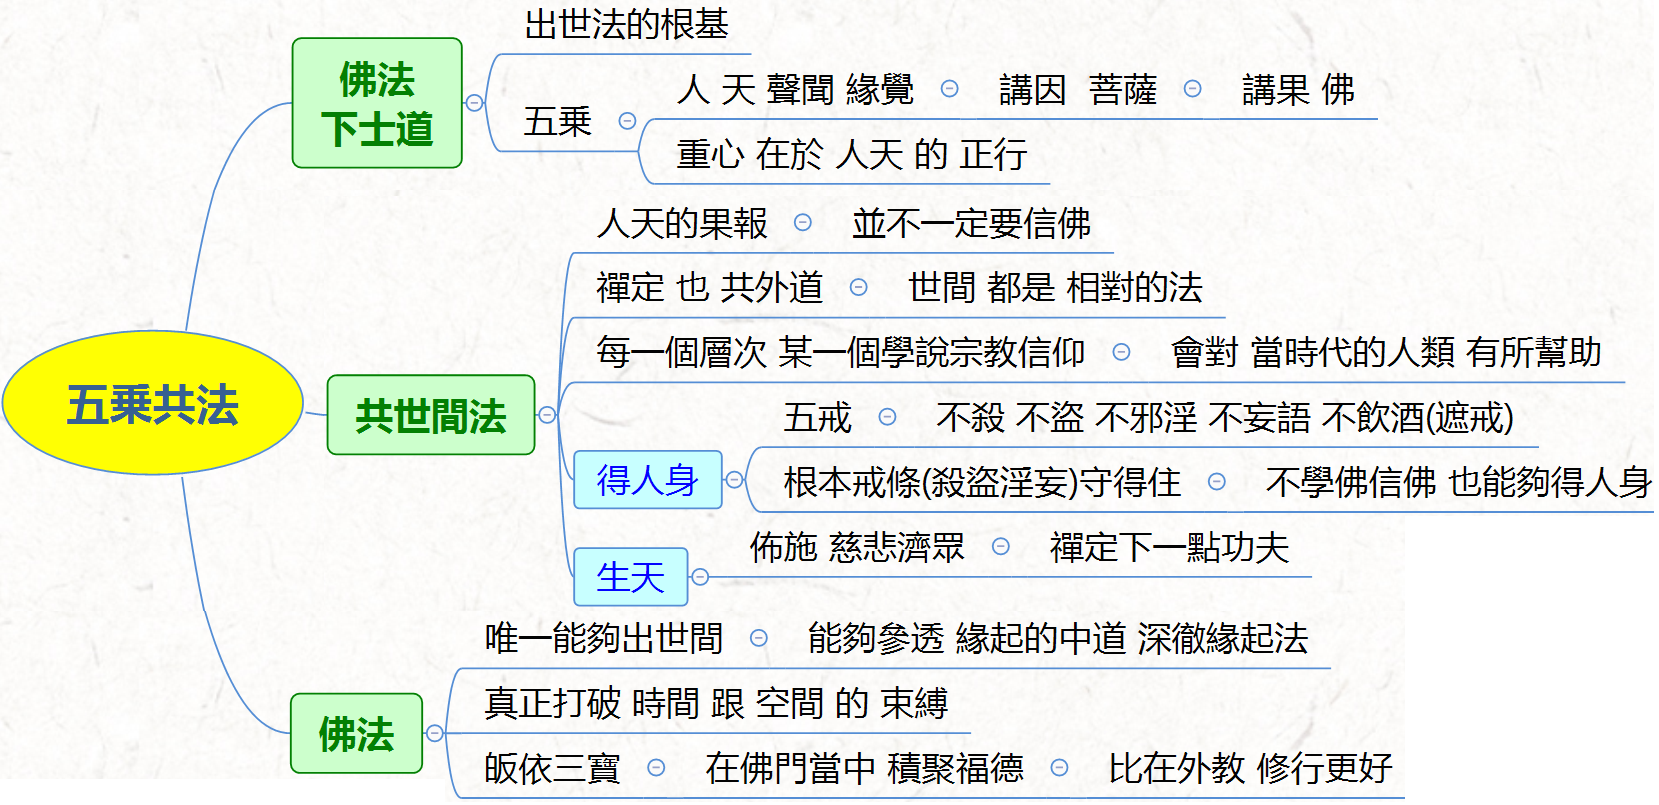 五乘共法
佛法
下士道
出世法的根基
五乘
人 天 聲聞 緣覺 講因 菩薩 講果 佛
重心 在於 人天 的 正行
共世間法
人天的果報 並不一定要信佛
禪定 也 共外道 世間 都是 相對的法
每一個層次 某一個學說宗教信仰 會對 當時代的人類 有所幫助
得人身
五戒 不殺 不盜 不邪淫 不妄語 不飲酒(遮戒)
根本戒條(殺盜淫妄)守得住 不學佛信佛 也能夠得人身
生天
佈施 慈悲濟眾 禪定下一點功夫
佛法
唯一能夠出世間 能夠參透 緣起的中道 深徹緣起法
真正打破 時間 跟 空間 的 束縛
皈依三寶 在佛門當中 積聚福德 比在外教 修行更好